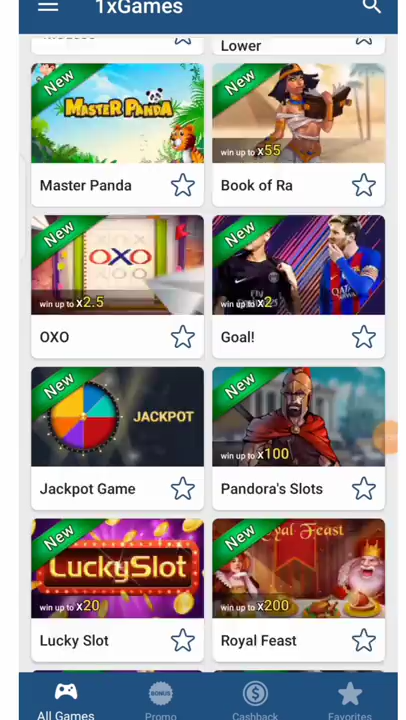 1xGames
Lower
New
MASTER PANDA
Master Panda
New
win up to x55
Book of Ra
New
OXO
win up to x2.5
OXO
New
win up to x2
Goal!
New
JACKPOT
Jackpot Game
New
win up to x100
Pandora's Slots
New
LuckySlot
win up to x20
Lucky Slot
New
Royal Feast
win up to x200
Royal Feast
All Games
BONUS
Promo
$
Cashback
Favorites